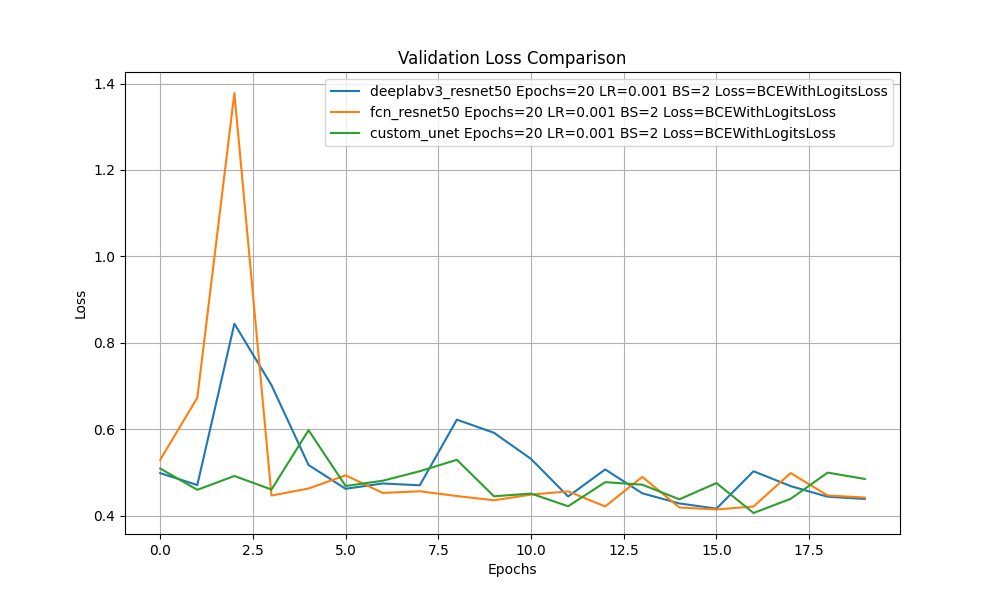 Validation Loss Comparison
deeplabv3_resnet50 Epochs=20 LR=0.001 BS=2 Loss=BCEWithLogitsLoss
fcn_resnet50 Epochs=20 LR=0.001 BS=2 Loss=BCEWithLogitsLoss
custom_unet Epochs=20 LR=0.001 BS=2 Loss=BCEWithLogitsLoss
1.4
1.2
1.0
0.8
0.6
0.4
Loss
0.0 2.5 5.0 7.5 10.0 12.5 15.0 17.5
Epochs